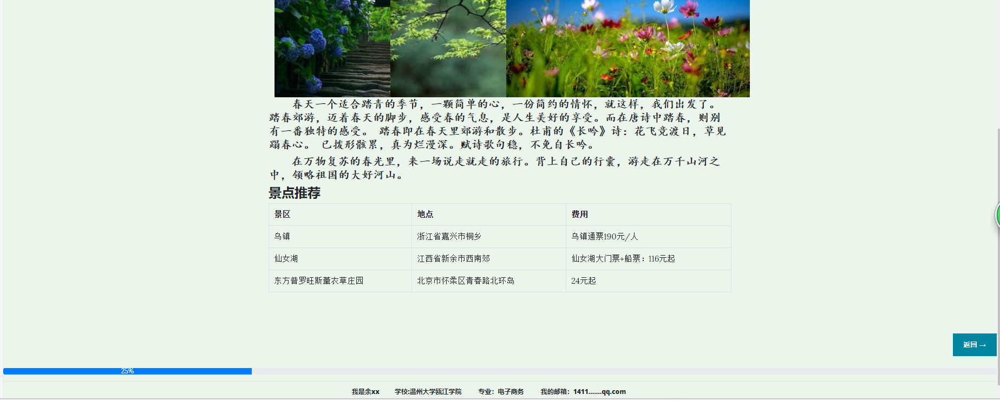 春天一个适合踏青的季节，一颗简单的心，一份简约的情怀，就这样，我们出发了。
踏春郊游，迈着春天的脚步，感受春的气息，是人生美好的享受。而在唐诗中踏春，则别
有一番独特的感受。 踏春即在春天里郊游和散步。杜甫的《长吟》诗：花飞竞渡日，草见
蹋春心。 已拨形骸累，真为烂漫深。赋诗歌句稳，不免自长吟。
在万物复苏的春光里，来一场说走就走的旅行。背上自己的行囊，游走在万千山河之
中，领略祖国的大好河山。
景点推荐
景区 地点 费用
乌镇 浙江省嘉兴市桐乡 乌镇通票190元/人
仙女湖 江西省新余市西南郊 仙女湖大门票+船票：116元起
东方普罗旺斯薰衣草庄园 北京市怀柔区青春路北环岛 24元起
返回 →
25%
我是余xx 学校:温州大学瓯江学院 专业：电子商务 我的邮箱：1411.......qq.com